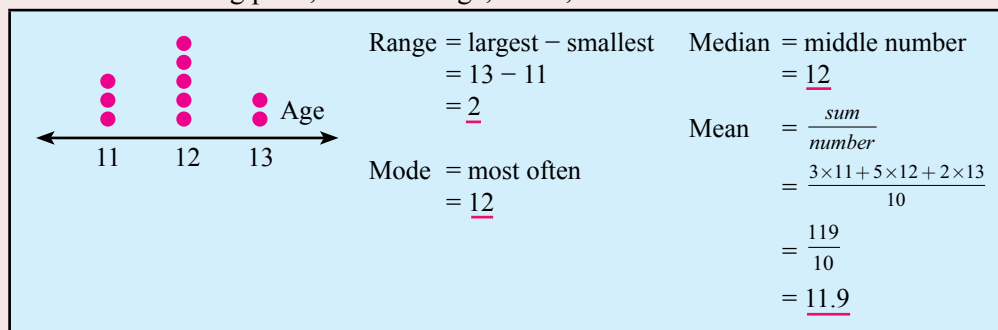 Age
11 12 13
Range = largest − smallest
= 13 − 11
= 2
Mode = most often
= 12
Median = middle number
= 12
Mean = sum/number
= 3×11+5×12+2×13/10
= 119/10
= 11.9